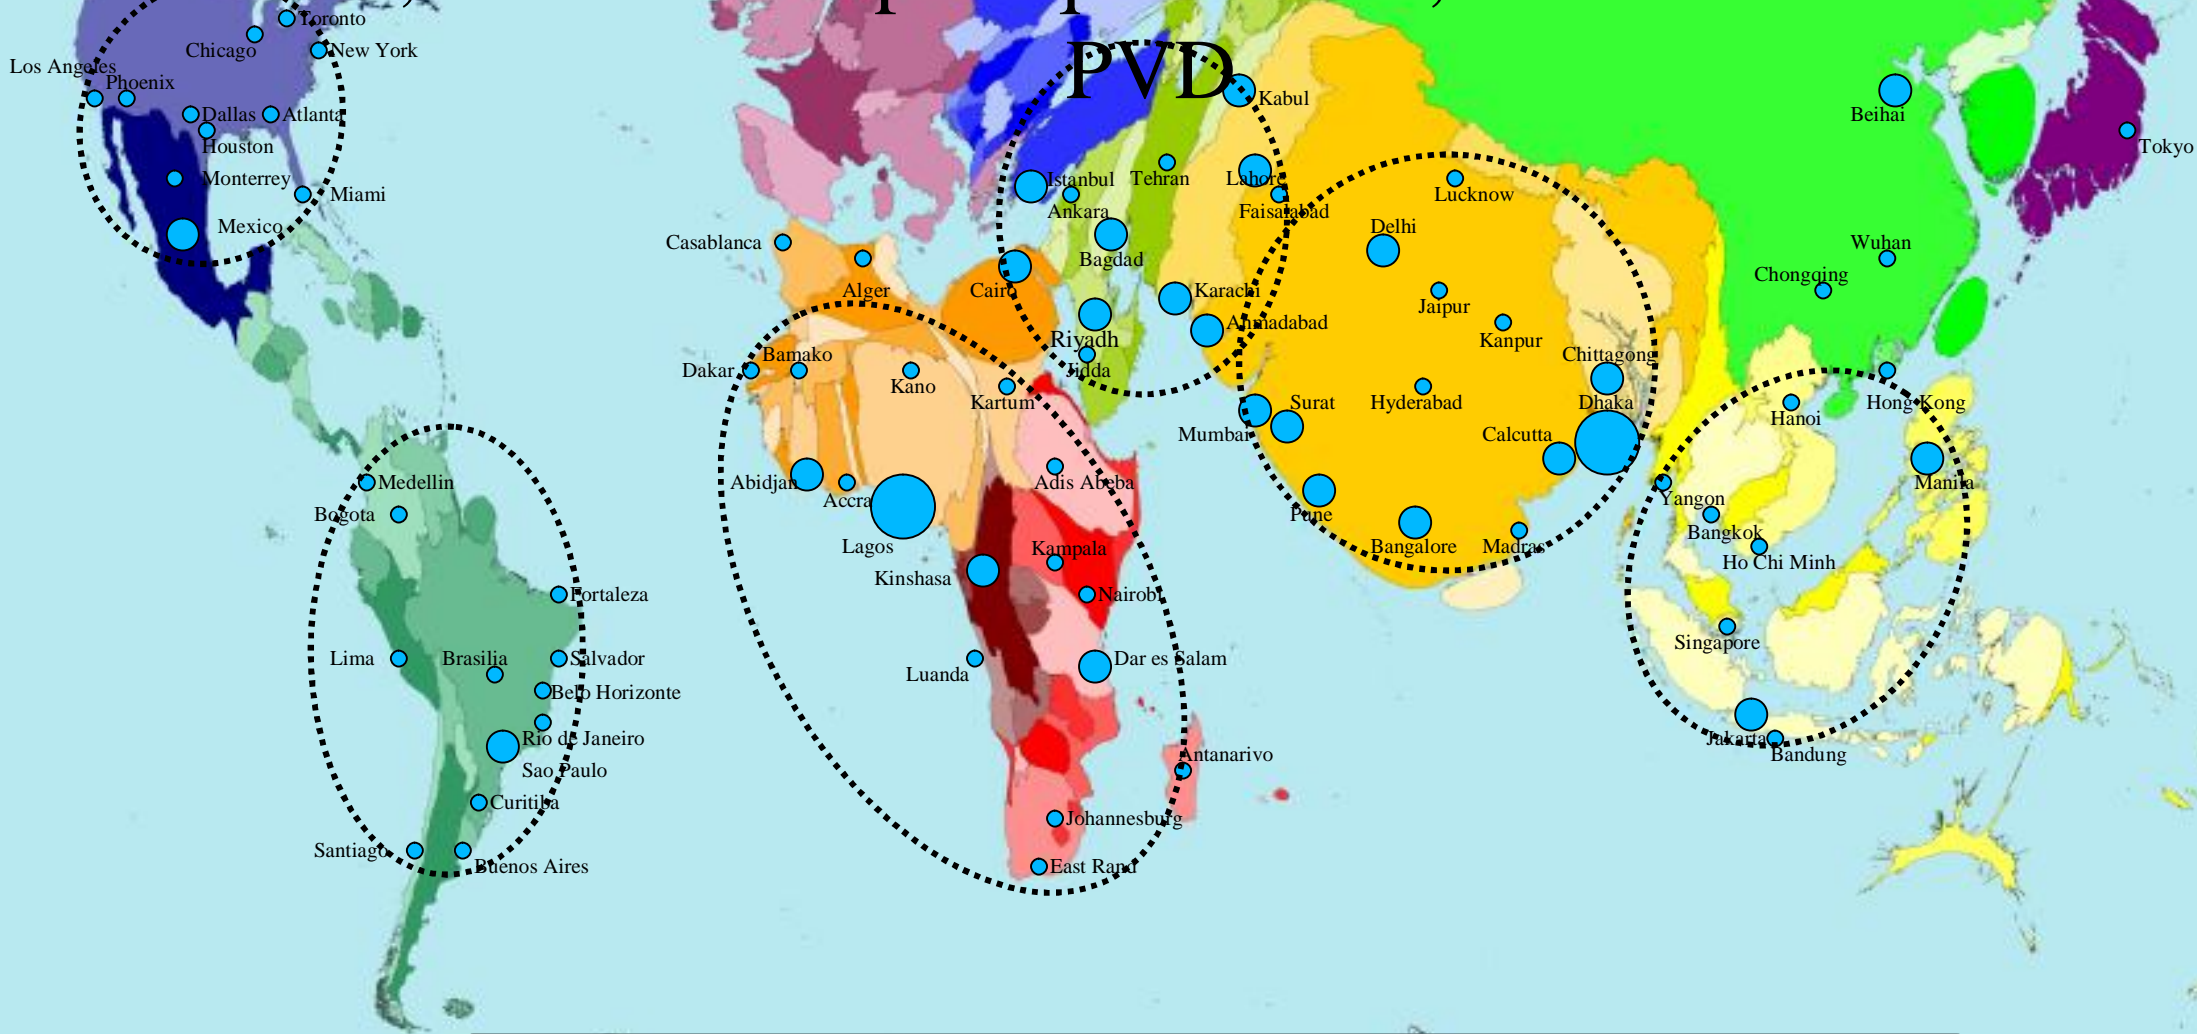 PVD
Toronto
Chicago
New York
Los Angeles
Phoenix
Dallas
Atlanta
Houston
Monterrey
Miami
Mexico
Medellin
Bogota
Fortaleza
Lima
Brasilia
Salvador
Belo Horizonte
Rio de Janeiro
Sao Paulo
Curitiba
Santiago
Buenos Aires
Casablanca
Alger
Cairo
Dakar
Bamako
Kano
Kartum
Abidjan
Accra
Lagos
Adis Abeba
Kinshasa
Kampala
Nairobi
Luanda
Dar es Salam
Antanarivo
Johannesburg
East Rand
Istanbul
Ankara
Tehran
Bagdad
Riyadh
Jidda
Kabul
Lahore
Faisalabad
Karachi
Ahmadabad
Lucknow
Delhi
Jaipur
Kanpur
Hyderabad
Chittagong
Dhaka
Calcutta
Mumbai
Surat
Pune
Bangalore
Madras
Beihai
Tokyo
Wuhan
Chongqing
Hong Kong
Hanoi
Manila
Yangon
Bangkok
Ho Chi Minh
Singapore
Jakarta
Bandung